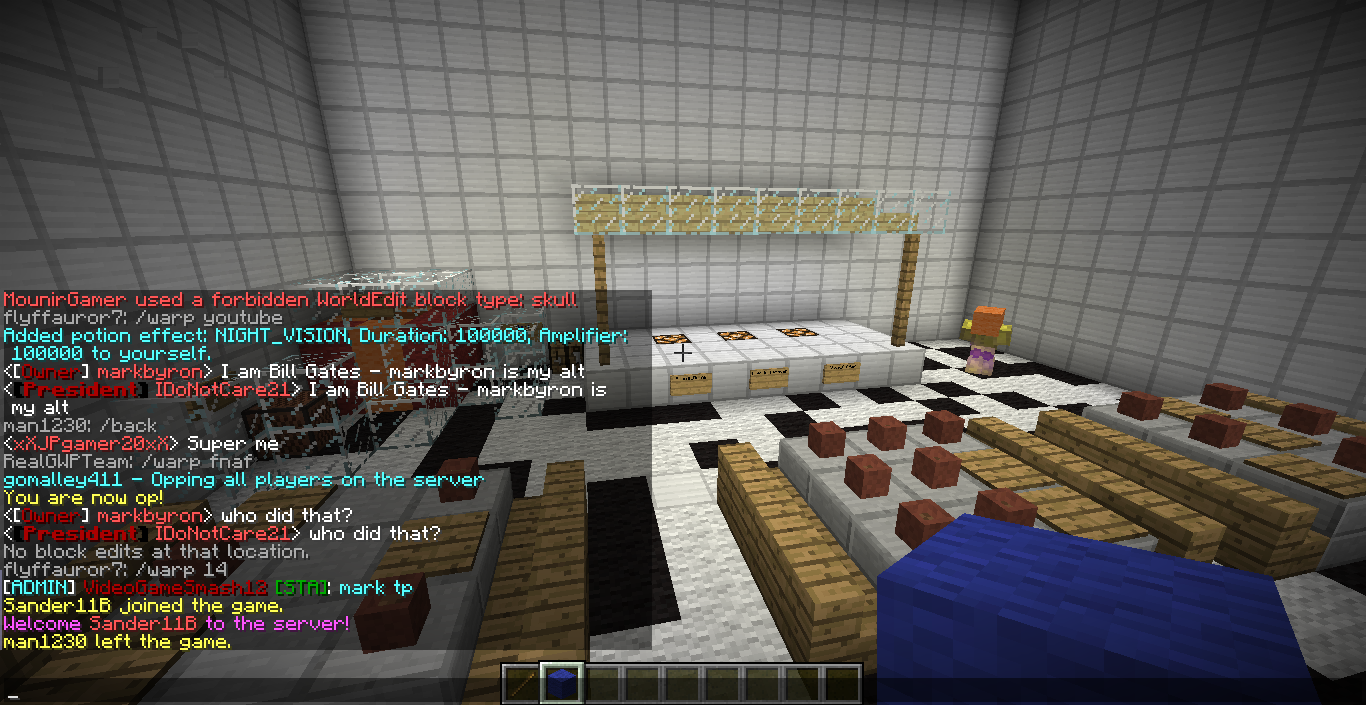 MounirGamer used a forbidden WorldEdit block type: skull
flyffauror7: /warp youtube
Added potion effect: NIGHT_VISION, Duration: 100000, Amplifier:
100000 to yourself.
<[Owner] markbyron> I am Bill Gates - markbyron is my alt
<[President] IDoNotCare21> I am Bill Gates - markbyron is
my alt
man1230: /back
<xXJPgamer20xX> Super me
RealGWPTeam: /warp fnaf
gomalley411 - Opping all players on the server
You are now op!
<[Owner] markbyron> who did that?
<[President] IDoNotCare21> who did that?
No block edits at that location.
flyffauror7: /warp 14
[ADMIN] VideoGameSmash12 [STA]: mark tp
Sander11B joined the game.
Welcome Sander11B to the server!
man1230 left the game.
_